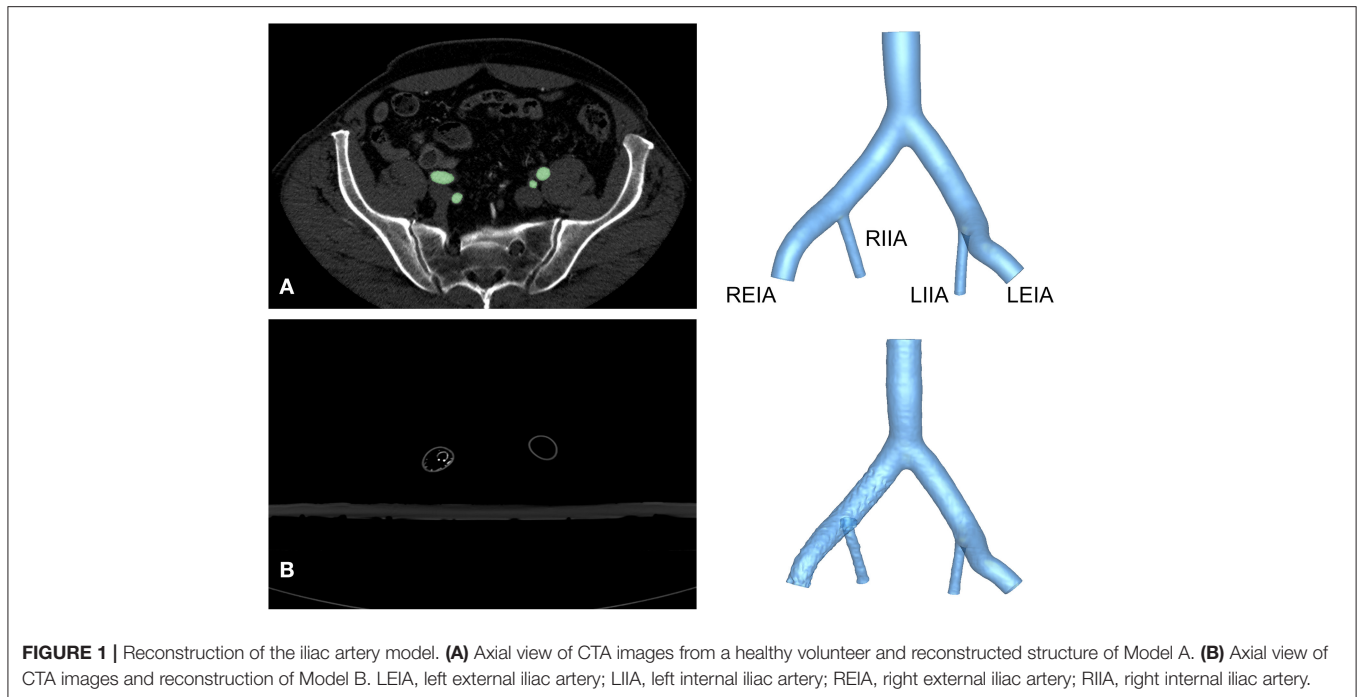 A
RIIA
REIA
LIIA
LEIA
B
FIGURE 1 | Reconstruction of the iliac artery model. (A) Axial view of CTA images from a healthy volunteer and reconstructed structure of Model A. (B) Axial view of
CTA images and reconstruction of Model B. LEIA, left external iliac artery; LIIA, left internal iliac artery; REIA, right external iliac artery; RIIA, right internal iliac artery.